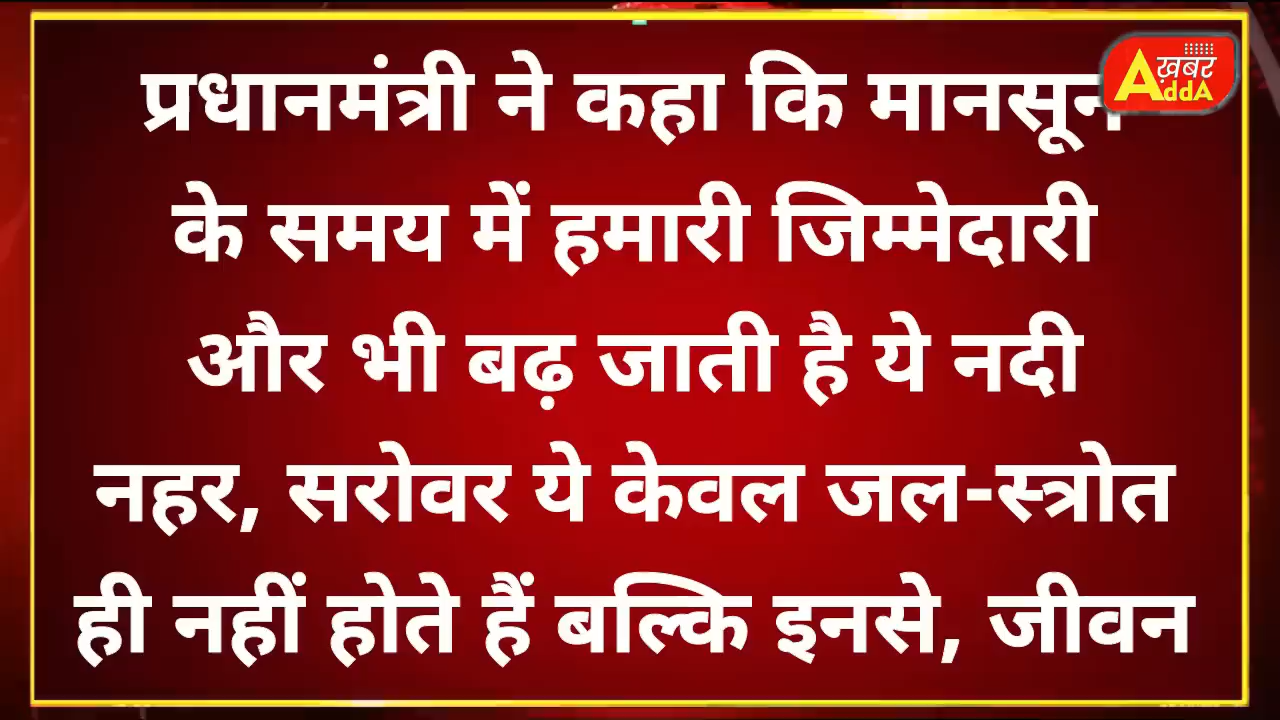 प्रधानमंत्री ने कहा कि मानसून
के समय में हमारी जिम्मेदारी
और भी बढ़ जाती है ये नदी
नहर, सरोवर ये केवल जल-स्त्रोत
ही नहीं होते हैं बल्कि इनसे, जीवन
ख़बर
AddA